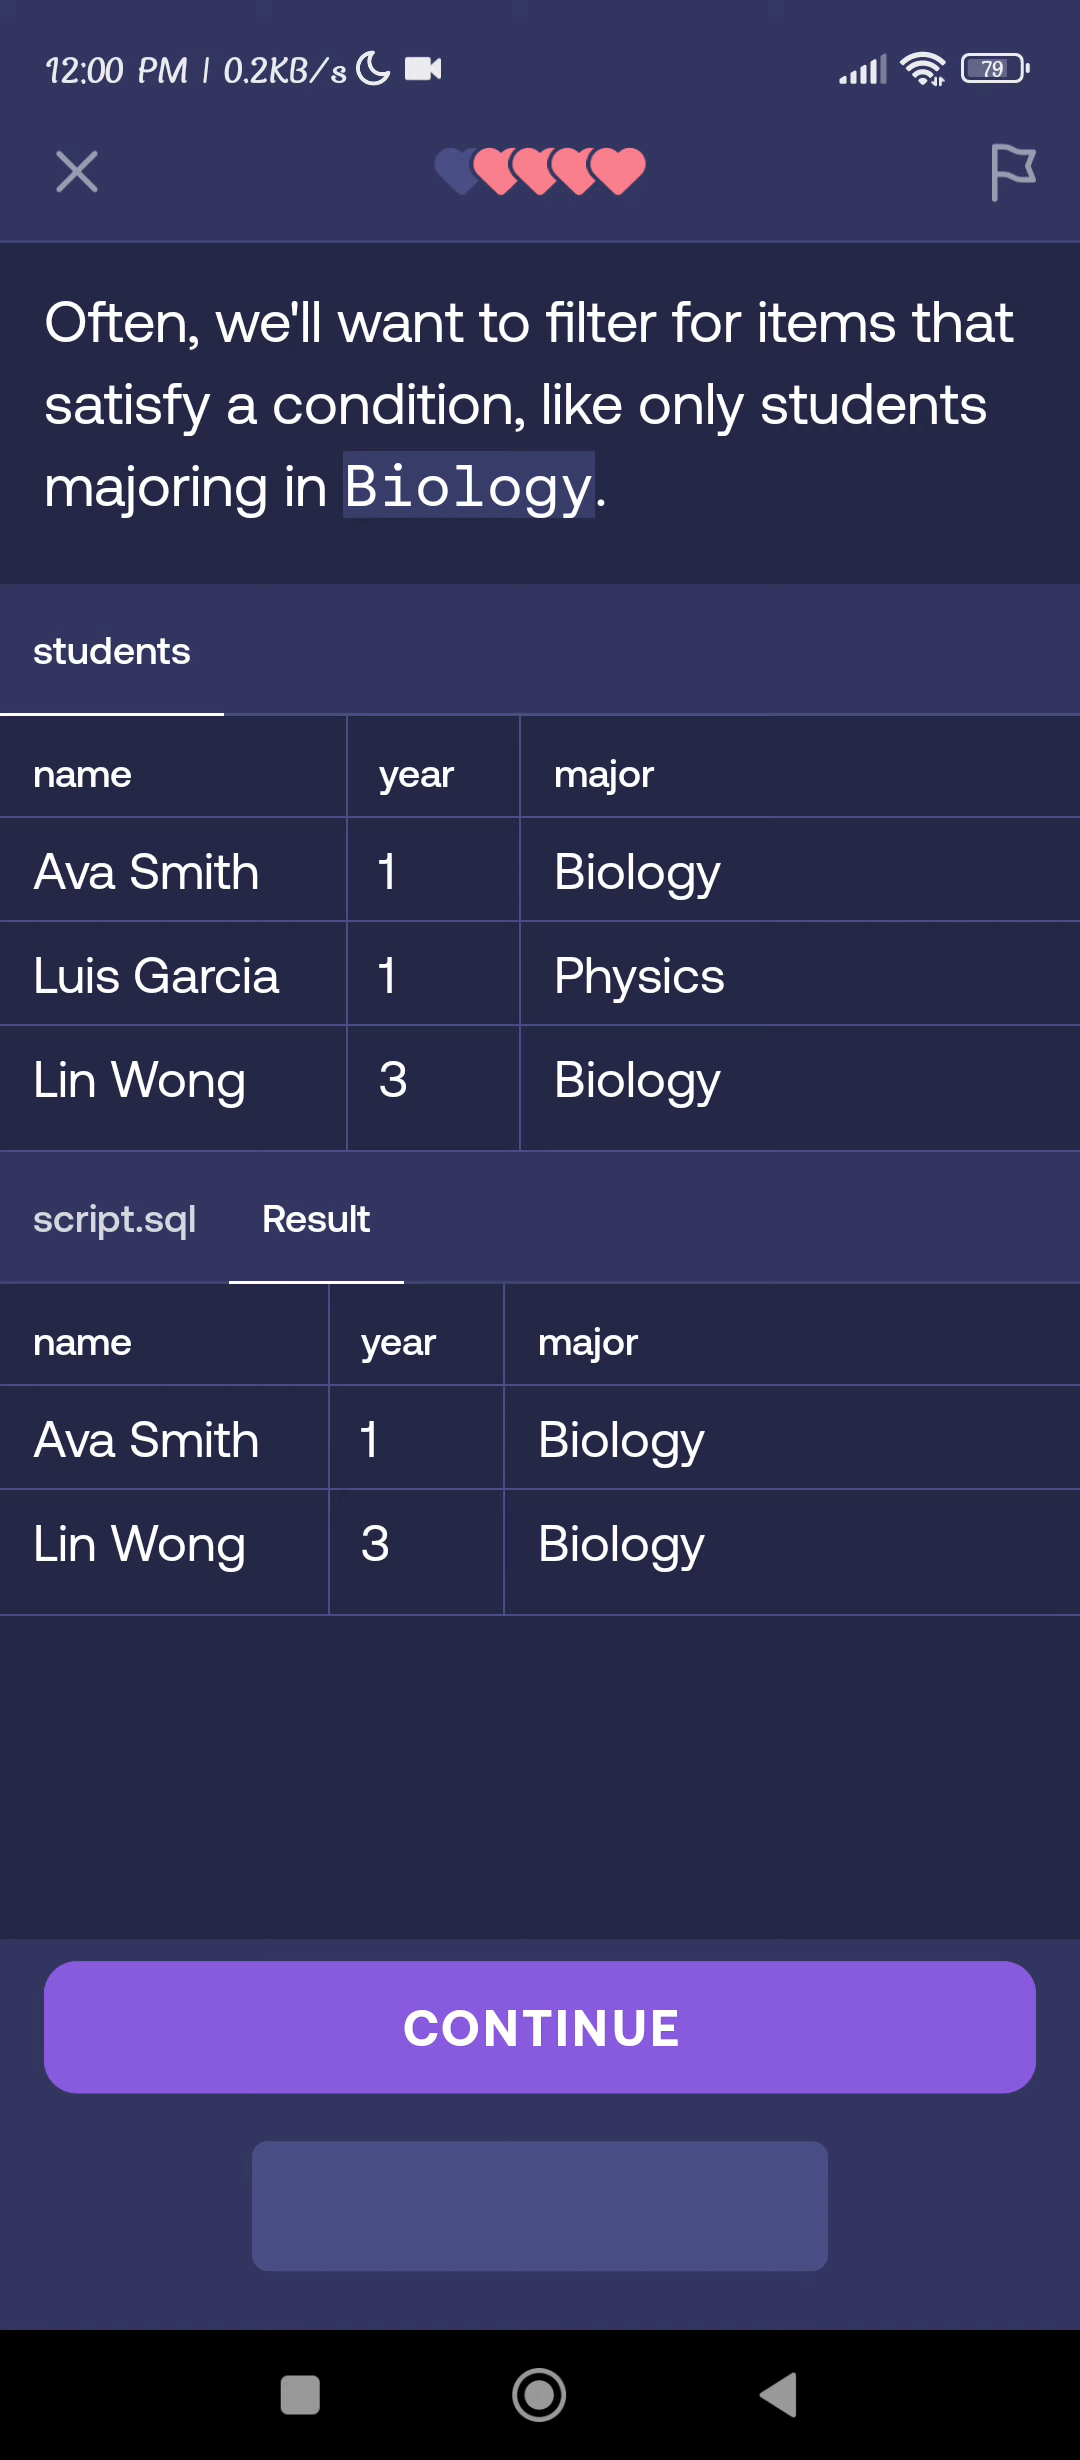 12:00 PM | 0.2KB/s 79
Often, we'll want to filter for items that
satisfy a condition, like only students
majoring in Biology.
students
name year major
Ava Smith 1 Biology
Luis Garcia 1 Physics
Lin Wong 3 Biology
script.sql Result
name year major
Ava Smith 1 Biology
Lin Wong 3 Biology
CONTINUE